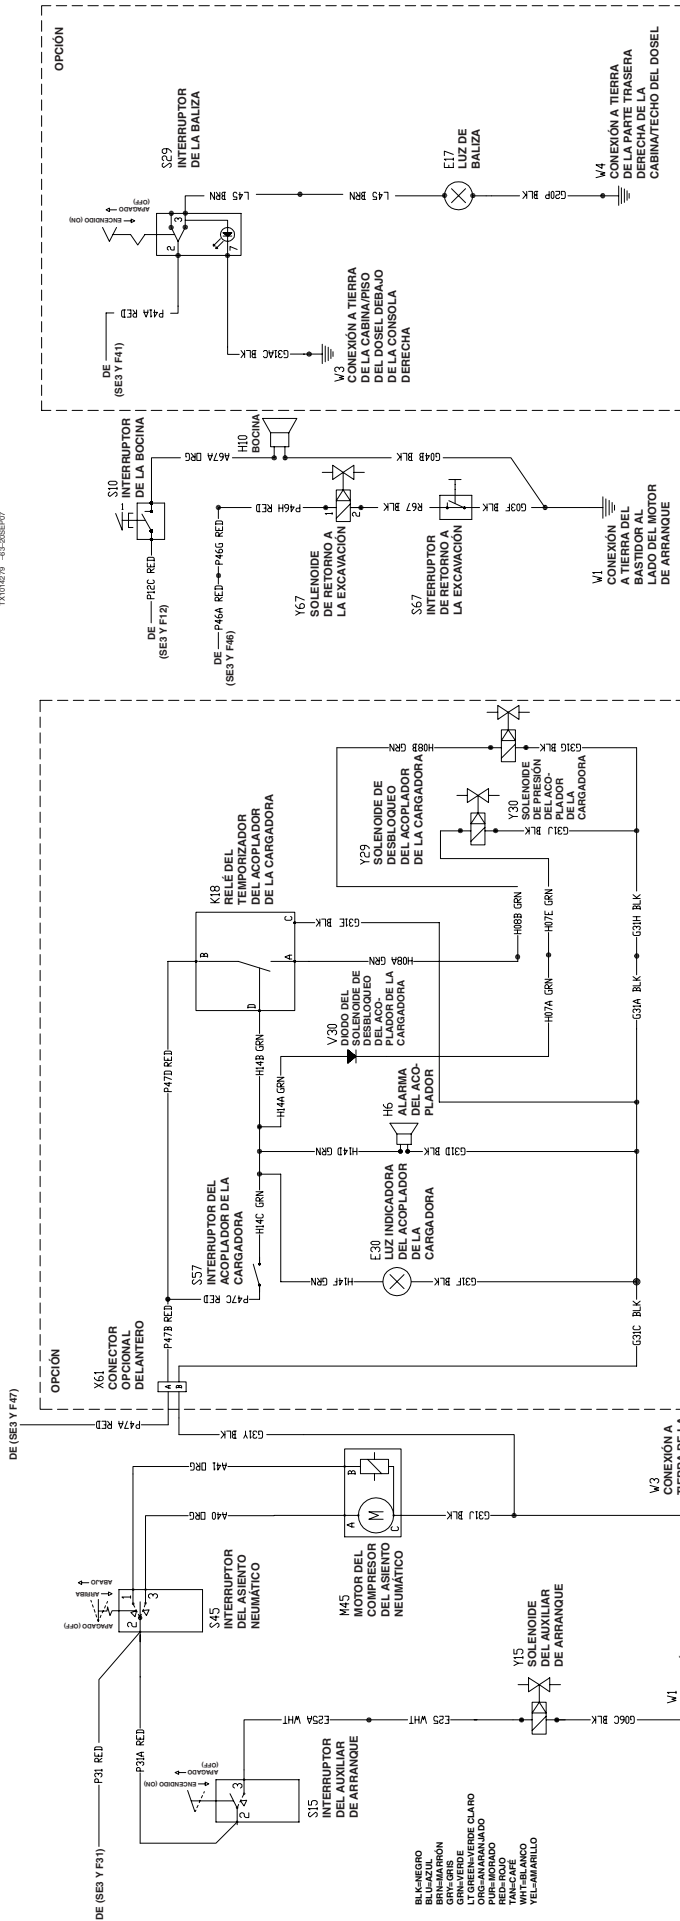 OPCIÓN
S29
INTERRUPTOR
DE LA BALIZA
ENCENDIDO (ON)
APAGADO
(OFF)
2
3
7
P41A RED
DE
(SE3 Y F41)
L45 BRN
L45 BRN
E17
LUZ DE
BALIZA
G20P BLK
W4
CONEXIÓN A TIERRA
DE LA PARTE TRASERA
DERECHA DE LA
CABINA/TECHO DEL DOSEL
G31AC BLK
W3
CONEXIÓN A TIERRA
DE LA CABINA/PISO
DEL DOSEL DEBAJO
DE LA CONSOLA
DERECHA
S10
INTERRUPTOR
DE LA BOCINA
1
P12C RED
DE
(SE3 Y F12)
A67A ORG
H10
BOCINA
G04B BLK
DE
(SE3 Y F46)
P46A RED
P46G RED
P46H RED
1
2
Y67
SOLENOIDE
DE RETORNO A
LA EXCAVACIÓN
R67 BLK
S67
INTERRUPTOR
DE RETORNO A
LA EXCAVACIÓN
G03F BLK
W1
CONEXIÓN
A TIERRA DEL
BASTIDOR AL
LADO DEL MOTOR
DE ARRANQUE
OPCIÓN
X61
CONECTOR
OPCIONAL
DELANTERO
A
B
DE (SE3 Y F47)
P47A RED
P47B RED
P47C RED
P47D RED
S57
INTERRUPTOR DEL
ACOPLADOR DE LA
CARGADORA
H14C GRN
H14B GRN
H14A GRN
H14D GRN
H14F GRN
K18
RELÉ DEL
TEMPORIZADOR
DEL ACOPLADOR
DE LA CARGADORA
A
B
C
D
G31E BLK
H08A GRN
H08B GRN
H08B GRN
V30
DIODO DEL
SOLENOIDE DE
DESBLOQUEO
DEL ACO-
PLADOR DE LA
CARGADORA
H07A GRN
H07E GRN
H6
ALARMA
DEL ACO-
PLADOR
G31D BLK
E30
LUZ INDICADORA
DEL ACOPLADOR
DE LA
CARGADORA
G31F BLK
Y29
SOLENOIDE DE
DESBLOQUEO
DEL ACOPLADOR
DE LA CARGADORA
G31G BLK
Y30
SOLENOIDE
DE PRESIÓN
DEL ACO-
PLADOR
DE LA
CARGADORA
G31J BLK
G31H BLK
G31A BLK
G31C BLK
G31Y BLK
A41 ORG
A40 ORG
S45
INTERRUPTOR
DEL ASIENTO
NEUMÁTICO
APAGADO (OFF)
ARRIBA
ABAJO
1
2
3
M45
MOTOR DEL
COMPRESOR
DEL ASIENTO
NEUMÁTICO
A
B
C
M
G31J BLK
W3
CONEXIÓN A
DE (SE3 Y F31)
P31 RED
P31A RED
S15
INTERRUPTOR
DEL AUXILIAR
DE ARRANQUE
ENCENDIDO (ON)
APAGADO
(OFF)
2
3
E25A WHT
E25 WHT
Y15
SOLENOIDE
DEL AUXILIAR
DE ARRANQUE
G06C BLK
W1
BLK=NEGRO
BLU=AZUL
BRN=MARRÓN
GRY=GRIS
GRN=VERDE
LT GREEN=VERDE CLARO
ORG=ANARANJADO
PUR=MORADO
RED=ROJO
TAN=CAFÉ
WHT=BLANCO
YEL=AMARILLO